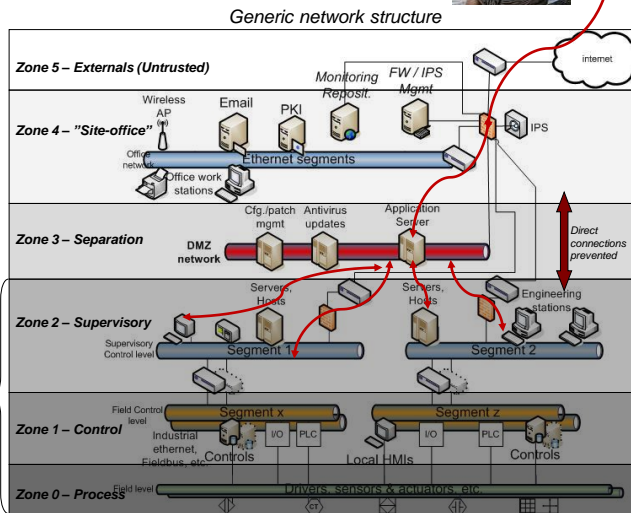 Generic network structure
Zone 5 – Externals (Untrusted)
internet
Monitoring
Reposit.
FW / IPS
Mgmt
Wireless
AP
Email
PKI
Zone 4 – "Site-office"
IPS
Office
network
Ethernet segments
Office work
stations
Cfg./patch
mgmt
Antivirus
updates
Application
Server
Zone 3 – Separation
DMZ
network
Direct
connections
prevented
Servers,
Hosts
Servers,
Hosts
Engineering
stations
Zone 2 – Supervisory
Supervisory
Control level
Segment 1
Segment 2
Field Control
level
Segment x
Segment z
Zone 1 – Control
Industrial
ethernet,
Fieldbus, etc.
Controls
I/O
PLC
Local HMIs
I/O
PLC
Controls
Zone 0 – Process
Field level
Drivers, sensors & actuators, etc.
CT